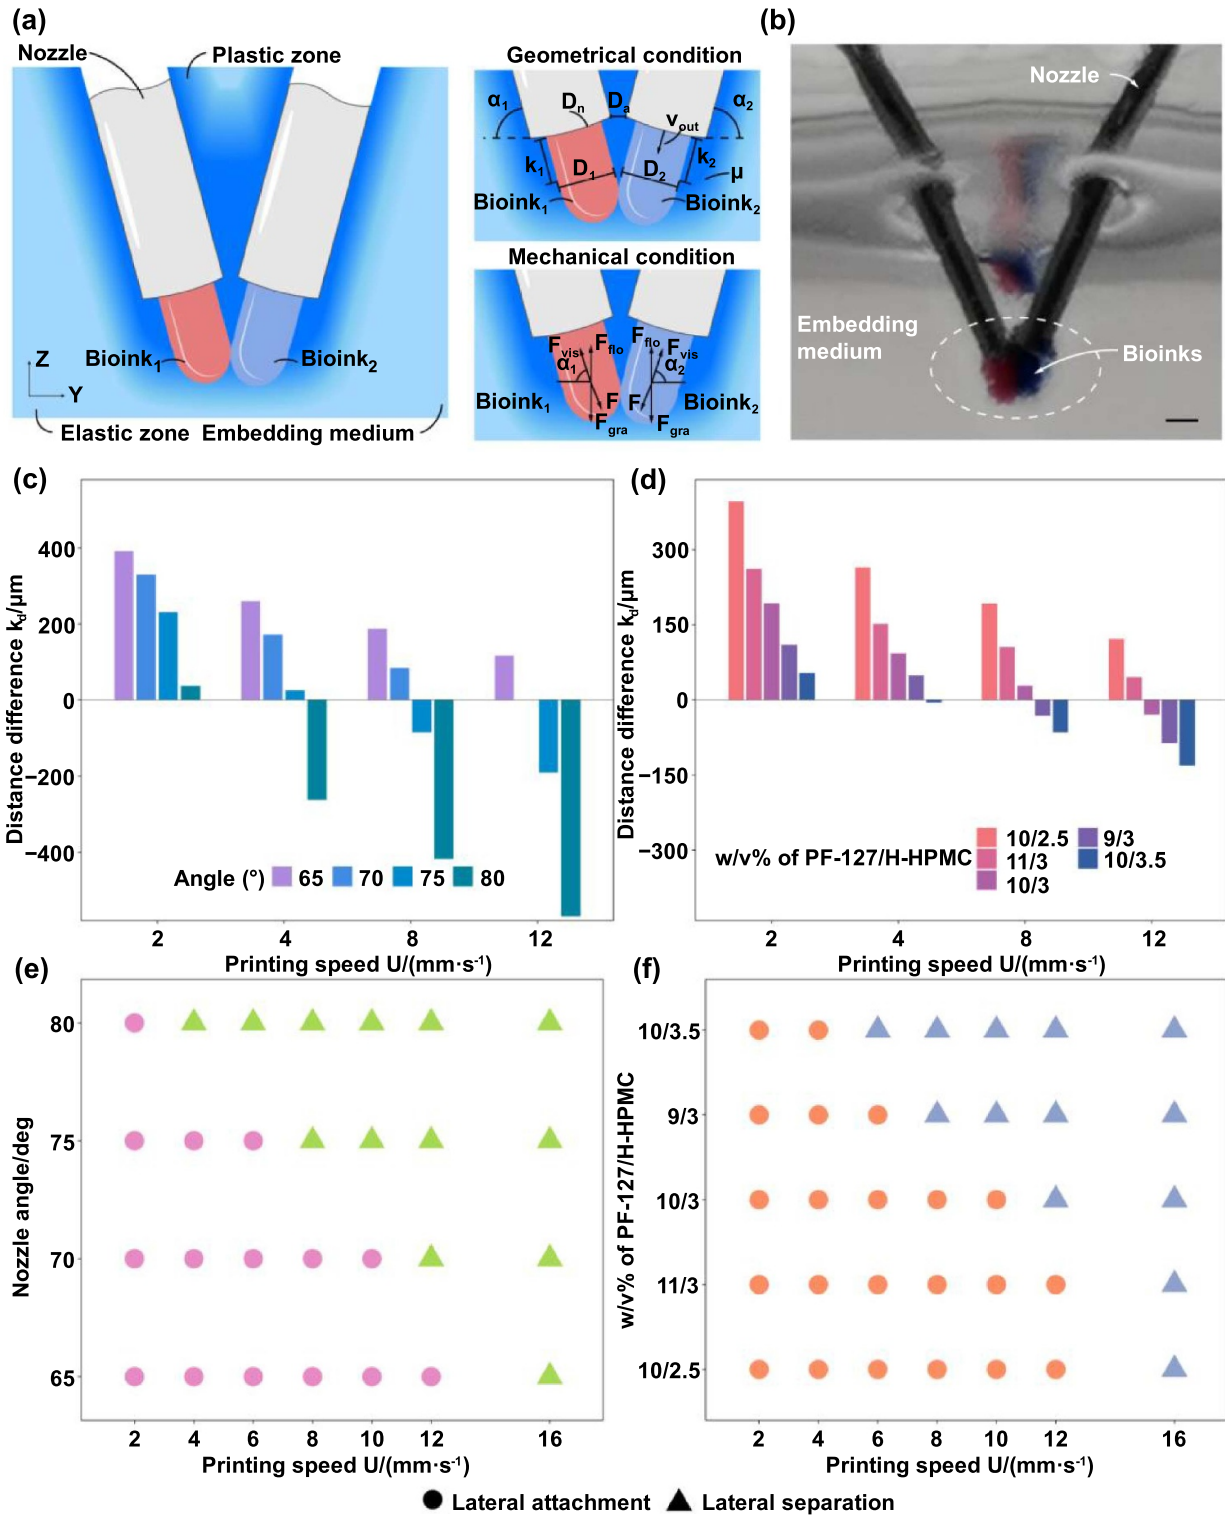 (a)
Nozzle
Plastic zone
Bioink1
Bioink2
Z
Y
Elastic zone Embedding medium
Geometrical condition
α1
Dn
Da
vout
α2
k1
D1
D2
k2
μ
Bioink1
Bioink2
Mechanical condition
Fvis
Fflo
Fflo
Fvis
α1
α2
Bioink1
F
F
Bioink2
Fgra
Fgra
(b)
Nozzle
Embedding
medium
Bioinks
(c)
Distance difference kd/μm
400
200
0
−200
−400
Angle (°) 65 70 75 80
2 4 8 12
Printing speed U/(mm·s-1)
(d)
Distance difference kd/μm
300
150
0
−150
−300
w/v% of PF-127/H-HPMC
10/2.5
11/3
10/3
9/3
10/3.5
2 4 8 12
Printing speed U/(mm·s-1)
(e)
Nozzle angle/deg
80
75
70
65
2 4 6 8 10 12 16
Printing speed U/(mm·s-1)
(f)
w/v% of PF-127/H-HPMC
10/3.5
9/3
10/3
11/3
10/2.5
2 4 6 8 10 12 16
Printing speed U/(mm·s-1)
Lateral attachment Lateral separation